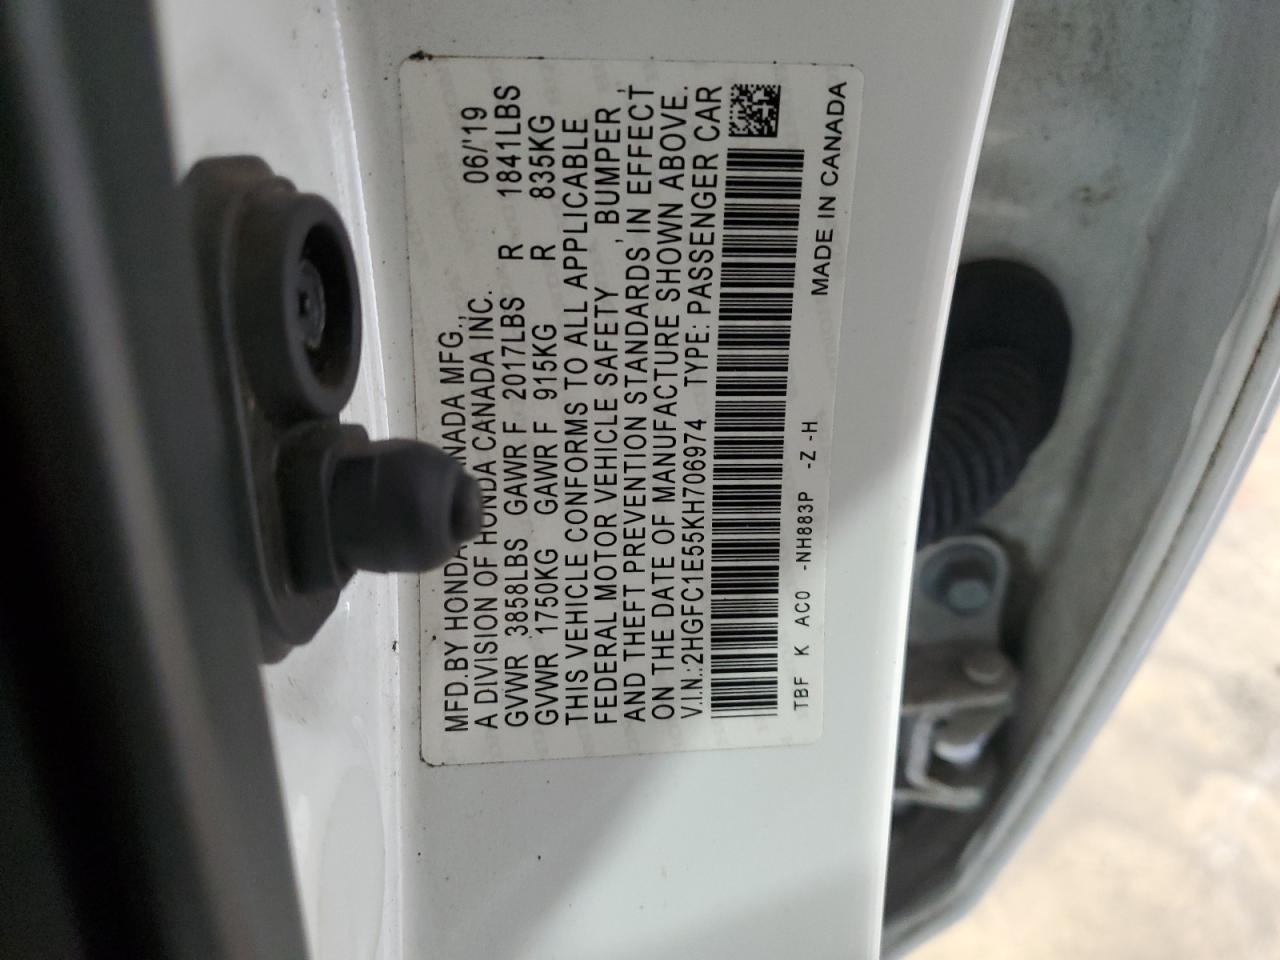 MFD.BY HONDA CANADA MFG., 06/'19
A DIVISION OF HONDA CANADA INC.
GVWR 3858LBS GAWR F 2017LBS R 1841LBS
GVWR 1750KG GAWR F 915KG R 835KG
THIS VEHICLE CONFORMS TO ALL APPLICABLE
FEDERAL MOTOR VEHICLE SAFETY, BUMPER,
AND THEFT PREVENTION STANDARDS IN EFFECT
ON THE DATE OF MANUFACTURE SHOWN ABOVE.
V.I.N.:2HGFC1E55KH706974 TYPE: PASSENGER CAR
TBF K AC0 -NH883P -Z -H MADE IN CANADA